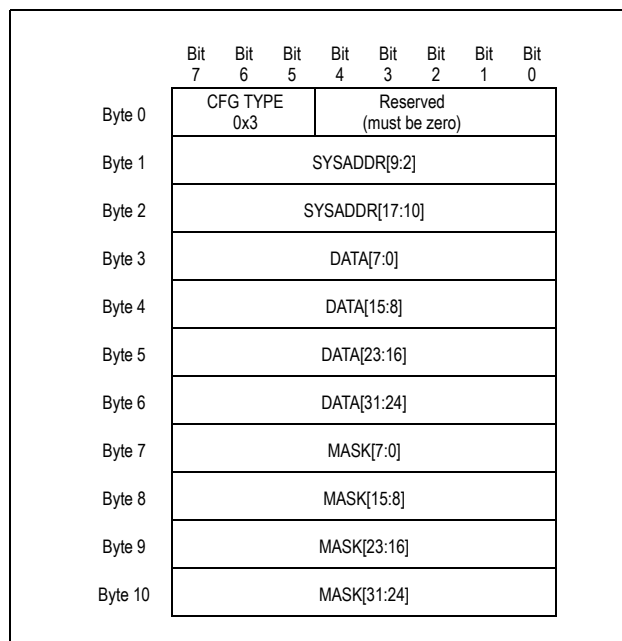 Bit Bit Bit Bit Bit Bit Bit Bit
7 6 5 4 3 2 1 0
Byte 0 CFG TYPE 0x3 Reserved (must be zero)
Byte 1 SYSADDR[9:2]
Byte 2 SYSADDR[17:10]
Byte 3 DATA[7:0]
Byte 4 DATA[15:8]
Byte 5 DATA[23:16]
Byte 6 DATA[31:24]
Byte 7 MASK[7:0]
Byte 8 MASK[15:8]
Byte 9 MASK[23:16]
Byte 10 MASK[31:24]